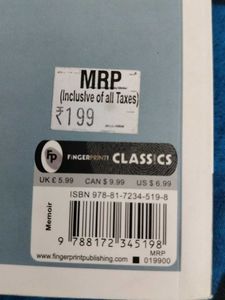 MRP
(Inclusive of all Taxes)
₹199
FP FiNGERPRINT! CLASSiCS
UK £ 5.99 CAN $ 9.99 US $ 6.99
ISBN 978-81-7234-519-8
Memoir
9 788172 345198
MRP
www.fingerprintpublishing.com 019900